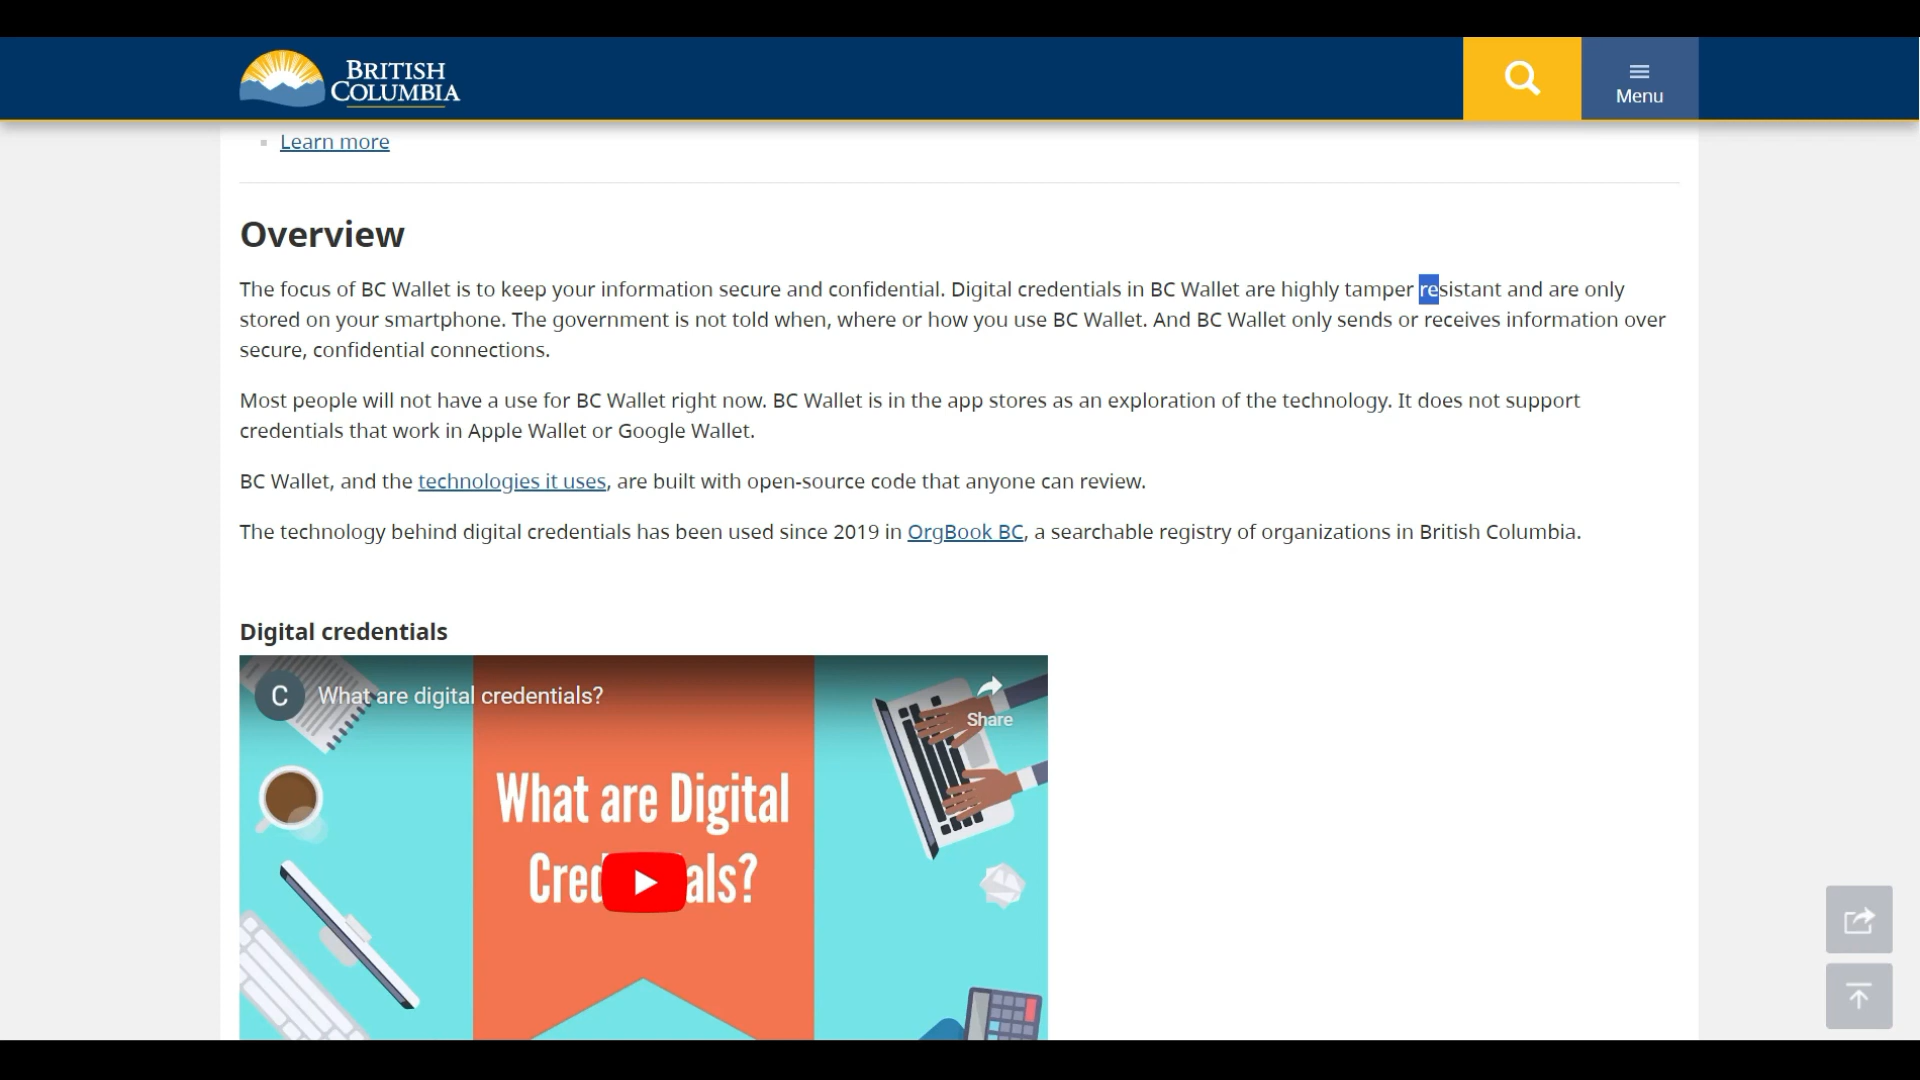 BRITISH
COLUMBIA
Menu
Learn more
Overview
The focus of BC Wallet is to keep your information secure and confidential. Digital credentials in BC Wallet are highly tamper resistant and are only
stored on your smartphone. The government is not told when, where or how you use BC Wallet. And BC Wallet only sends or receives information over
secure, confidential connections.
Most people will not have a use for BC Wallet right now. BC Wallet is in the app stores as an exploration of the technology. It does not support
credentials that work in Apple Wallet or Google Wallet.
BC Wallet, and the technologies it uses, are built with open-source code that anyone can review.
The technology behind digital credentials has been used since 2019 in OrgBook BC, a searchable registry of organizations in British Columbia.
Digital credentials
C What are digital credentials?
Share
What are Digital
Cred als?